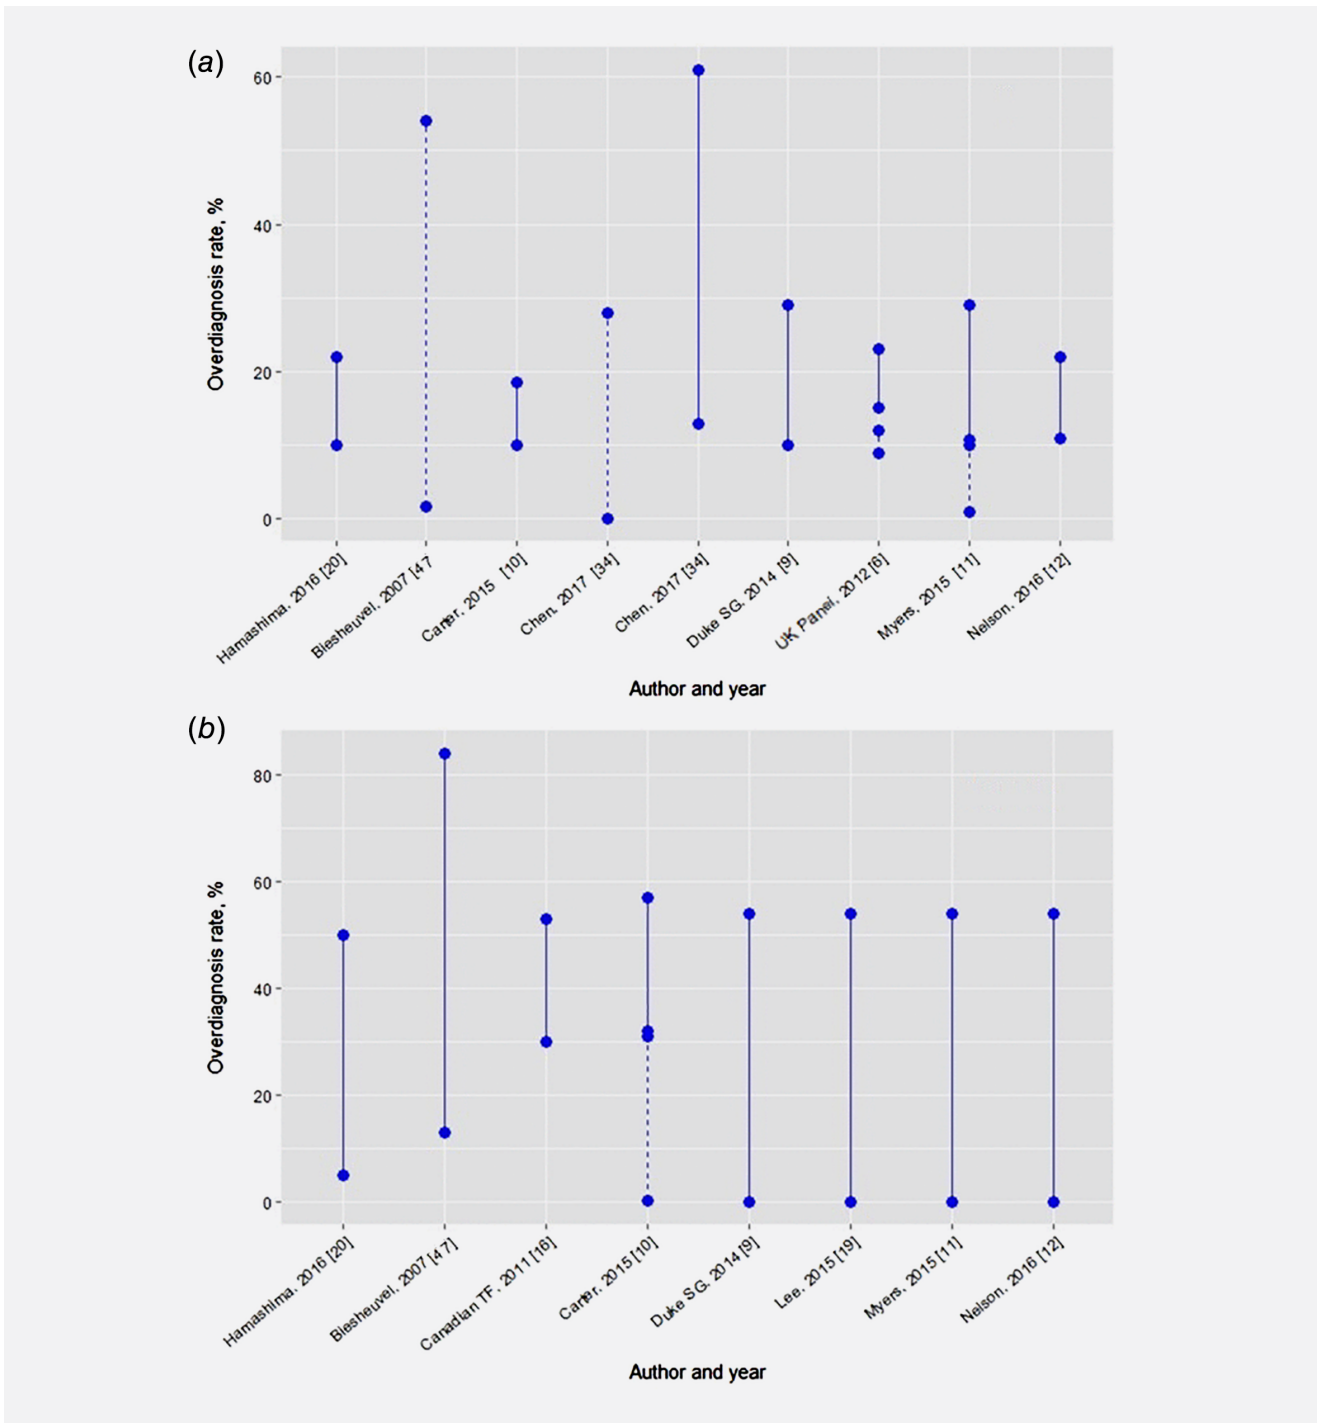 (a)
Overdiagnosis rate, %
60
40
20
0
Hamashima. 2016 [20]
Biesheuvel. 2007 [47
Carter. 2015 [10]
Chen. 2017 [34]
Chen. 2017 [34]
Duke SG. 2014 [9]
UK Panel, 2012 [6]
Myers. 2015 [11]
Nelson. 2016 [12]
Author and year
(b)
Overdiagnosis rate, %
80
60
40
20
0
Hamashima. 2016 [20]
Biesheuvel. 2007 [47]
Canadian TF. 2011 [16]
Carter. 2015 [10]
Duke SG. 2014 [9]
Lee. 2015 [19]
Myers. 2015 [11]
Nelson. 2016 [12]
Author and year